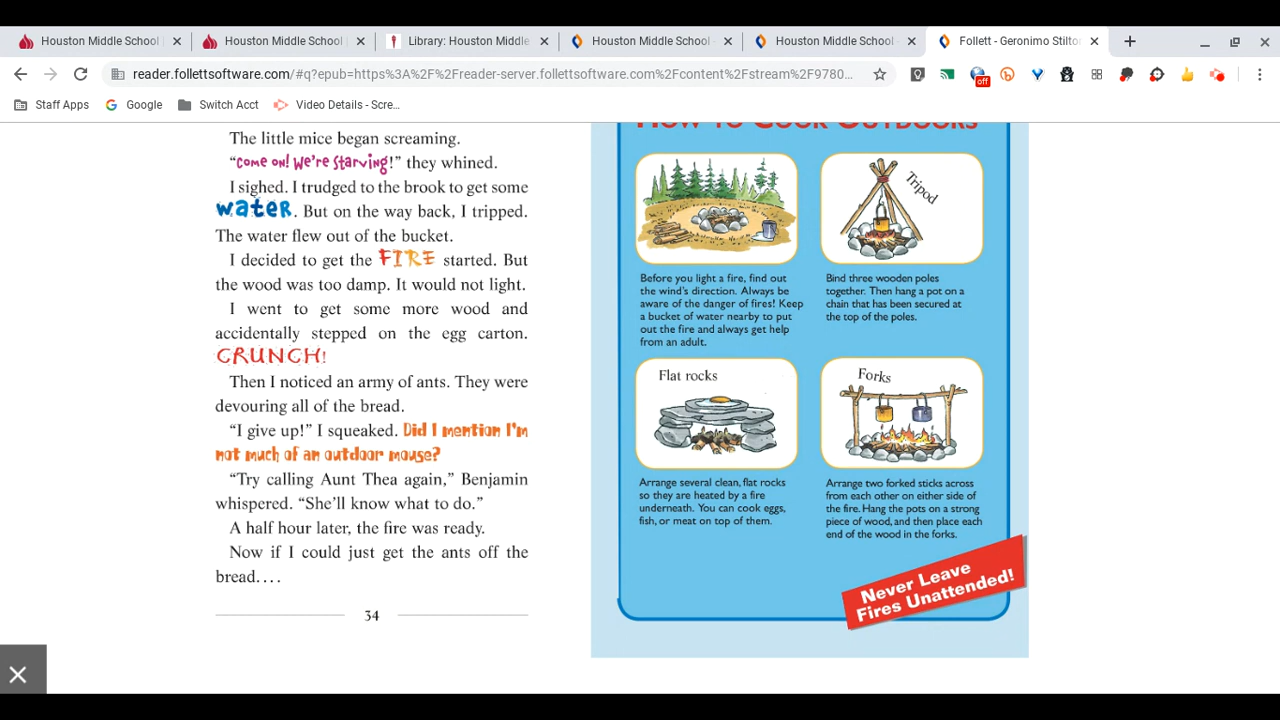 Houston Middle School
Houston Middle School
Library: Houston Middle
Houston Middle School
Houston Middle School
Follett - Geronimo Stilto
reader.follettsoftware.com/#q?epub=https%3A%2F%2Freader-server.follettsoftware.com%2Fcontent%2Fstream%2F9780...
off
Staff Apps
Google
Switch Acct
Video Details - Scre...
The little mice began screaming.
“Come on! We’re starving!” they whined.
I sighed. I trudged to the brook to get some
water. But on the way back, I tripped.
The water flew out of the bucket.
I decided to get the FIRE started. But
the wood was too damp. It would not light.
I went to get some more wood and
accidentally stepped on the egg carton.
CRUNCH!
Then I noticed an army of ants. They were
devouring all of the bread.
“I give up!” I squeaked. Did I mention I’m
not much of an outdoor mouse?
“Try calling Aunt Thea again,” Benjamin
whispered. “She’ll know what to do.”
A half hour later, the fire was ready.
Now if I could just get the ants off the
bread....
34
How to Cook Outdoors
Tripod
Before you light a fire, find out
the wind’s direction. Always be
aware of the danger of fires! Keep
a bucket of water nearby to put
out the fire and always get help
from an adult.
Bind three wooden poles
together. Then hang a pot on a
chain that has been secured at
the top of the poles.
Flat rocks
Forks
Arrange several clean, flat rocks
so they are heated by a fire
underneath. You can cook eggs,
fish, or meat on top of them.
Arrange two forked sticks across
from each other on either side of
the fire. Hang the pots on a strong
piece of wood, and then place each
end of the wood in the forks.
Never Leave
Fires Unattended!